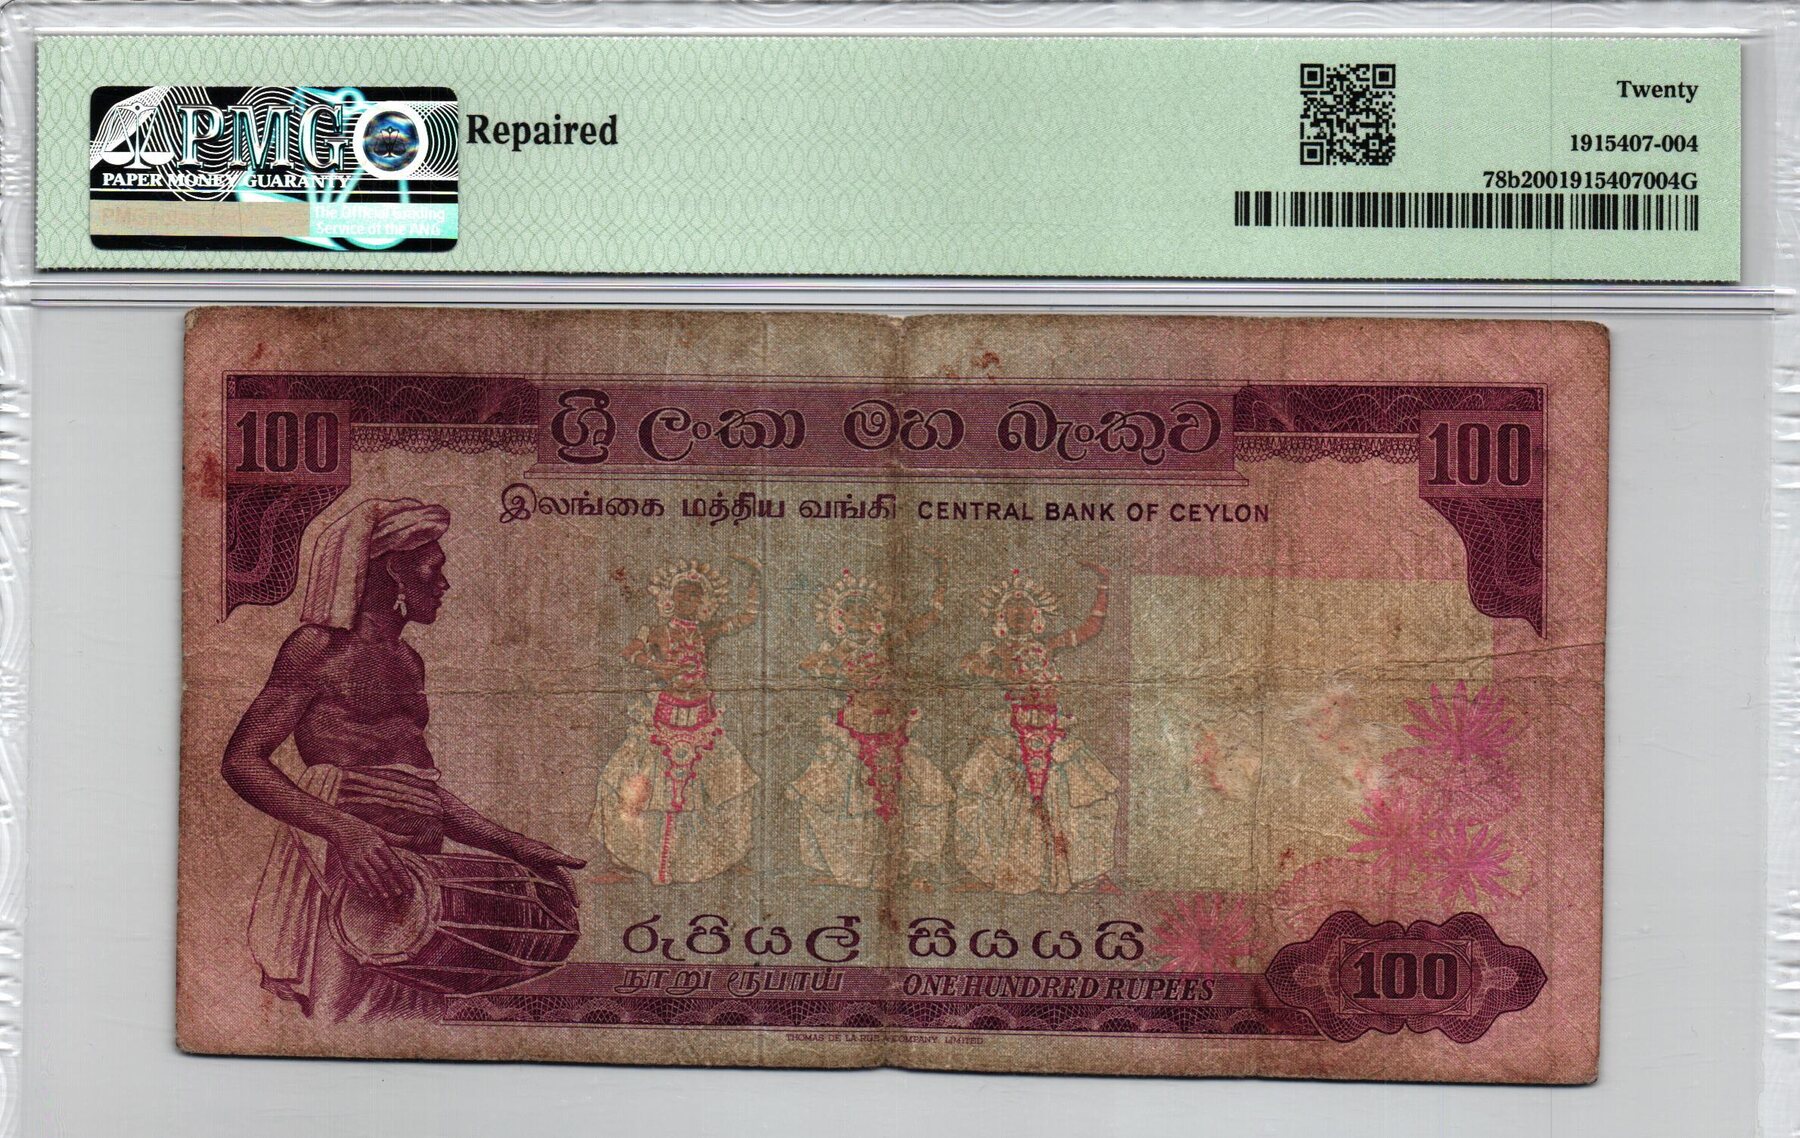 PMG
PAPER MONEY GUARANTY
The Official Grading
Service of the PANG
Repaired
Twenty
1915407-004
78b2001915407004G
100
ශ්‍රී ලංකා මහ බැංකුව
100
இலங்கை மத்திய வங்கி CENTRAL BANK OF CEYLON
රුපියල් සියයයි
நூறு ரூபாய் ONE HUNDRED RUPEES
100
THOMAS DE LA RUE & COMPANY, LIMITED